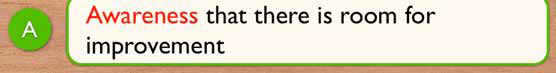 A
Awareness that there is room for
improvement